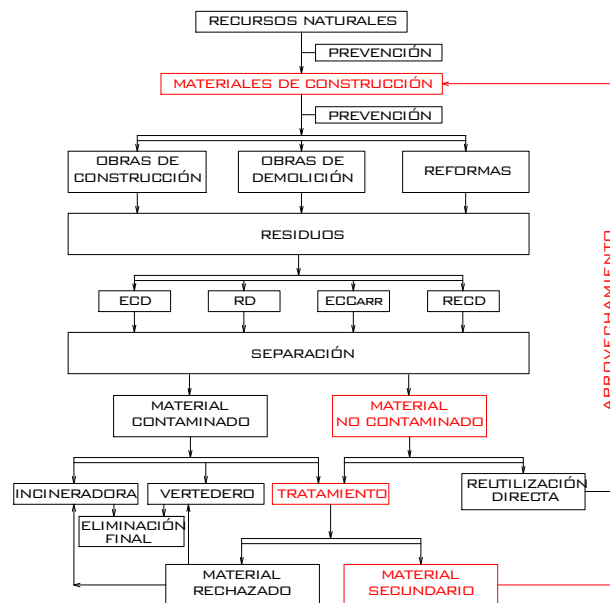 RECURSOS NATURALES
PREVENCIÓN
MATERIALES DE CONSTRUCCIÓN
PREVENCIÓN
OBRAS DE
CONSTRUCCIÓN
OBRAS DE
DEMOLICIÓN
REFORMAS
RESIDUOS
ECD
RD
ECCARR
RECD
SEPARACIÓN
MATERIAL
CONTAMINADO
MATERIAL
NO CONTAMINADO
INCINERADORA
VERTEDERO
TRATAMIENTO
REUTILIZACIÓN
DIRECTA
ELIMINACIÓN
FINAL
MATERIAL
RECHAZADO
MATERIAL
SECUNDARIO
APROVECHAMIENTO